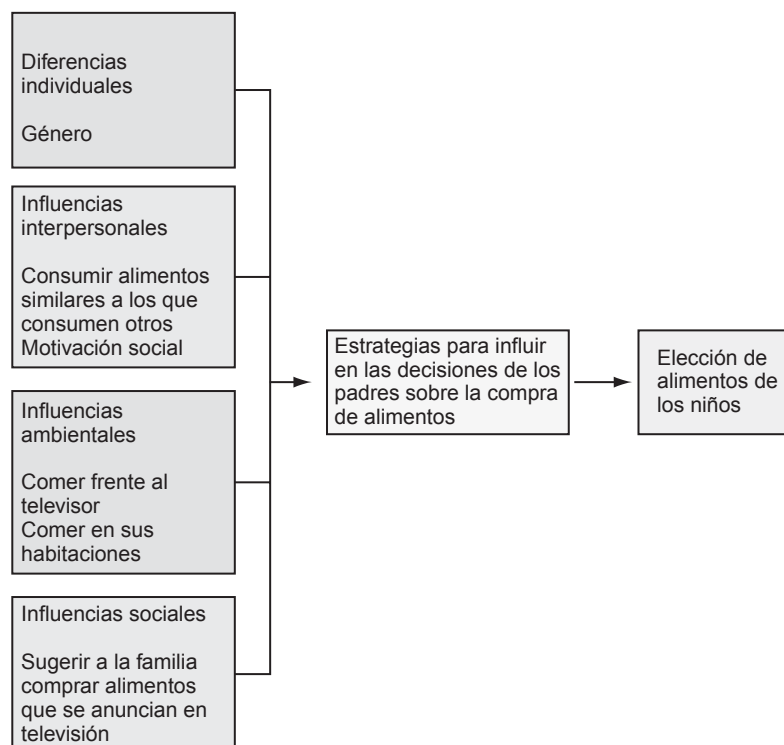 Diferencias
individuales
Género
Influencias
interpersonales
Consumir alimentos
similares a los que
consumen otros
Motivación social
Influencias
ambientales
Comer frente al
televisor
Comer en sus
habitaciones
Influencias sociales
Sugerir a la familia
comprar alimentos
que se anuncian en
televisión
Estrategias para influir
en las decisiones de los
padres sobre la compra
de alimentos
Elección de
alimentos de
los niños